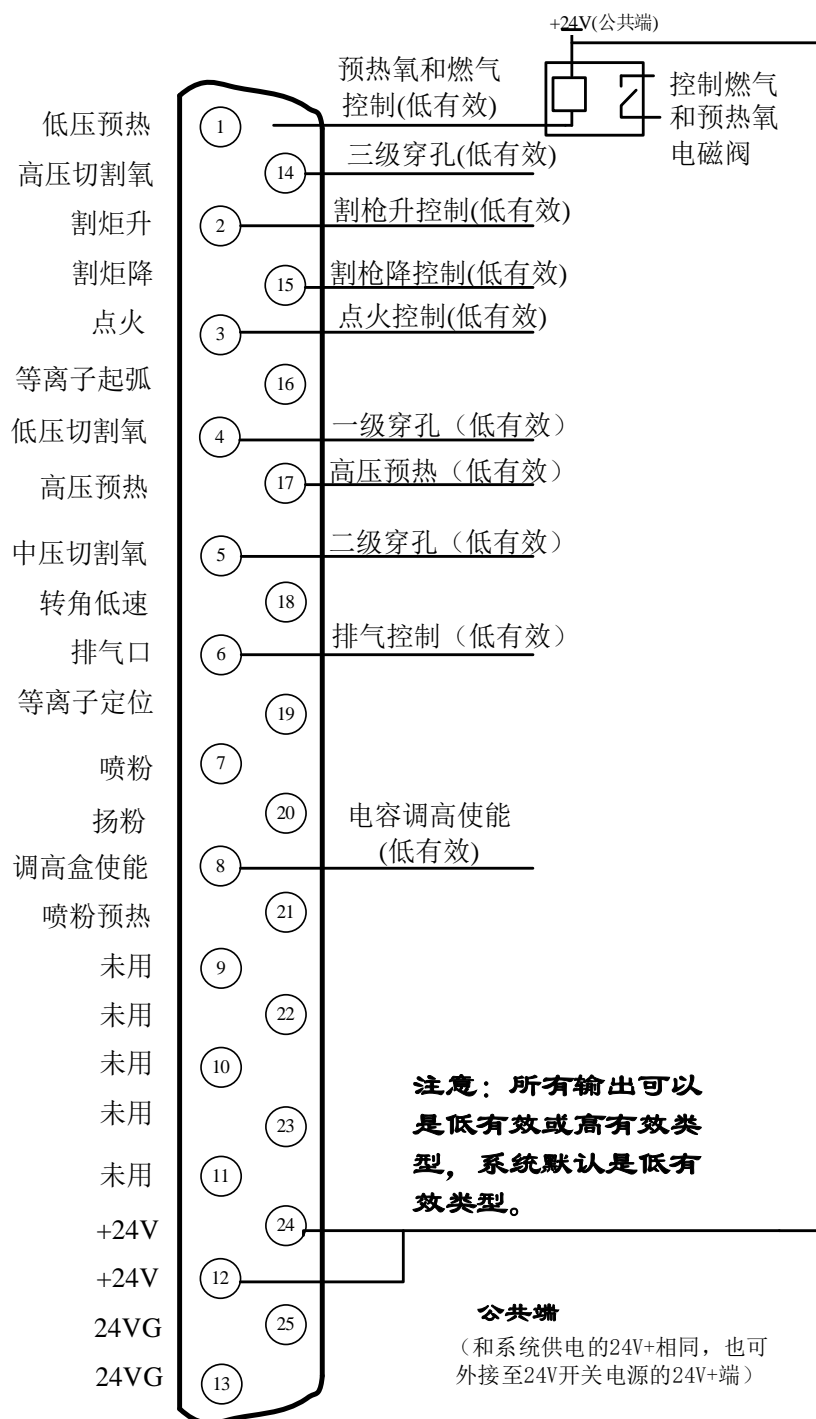 +24V(公共端)
预热氧和燃气
控制(低有效)
控制燃气
和预热氧
电磁阀
低压预热
1
高压切割氧
14
三级穿孔(低有效)
割炬升
2
割枪升控制(低有效)
割炬降
15
割枪降控制(低有效)
点火
3
点火控制(低有效)
等离子起弧
16
低压切割氧
4
一级穿孔（低有效）
高压预热
17
高压预热（低有效）
中压切割氧
5
二级穿孔（低有效）
转角低速
18
排气口
6
排气控制（低有效）
等离子定位
19
喷粉
7
扬粉
20
电容调高使能
(低有效)
调高盒使能
8
喷粉预热
21
未用
9
未用
22
未用
10
未用
23
未用
11
注意：所有输出可以
是低有效或高有效类
型，系统默认是低有
效类型。
+24V
24
+24V
12
24VG
25
24VG
13
公共端
（和系统供电的24V+相同，也可
外接至24V开关电源的24V+端）